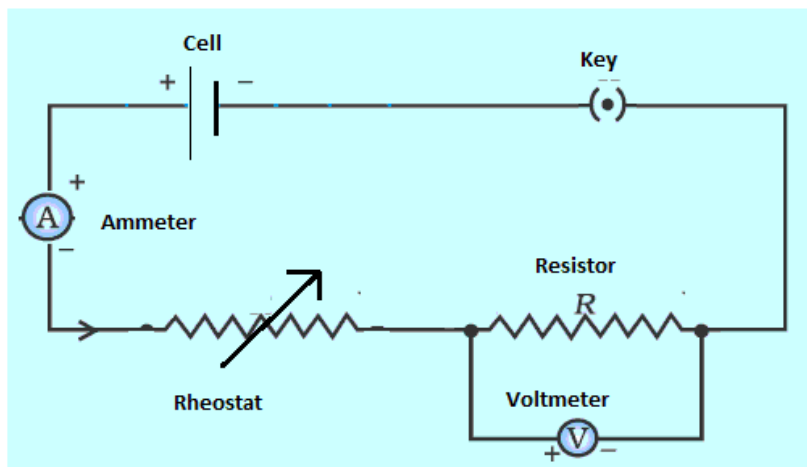 Cell
Key
+ −
+
A Ammeter
−
Resistor
R
Rheostat
Voltmeter
+ V −